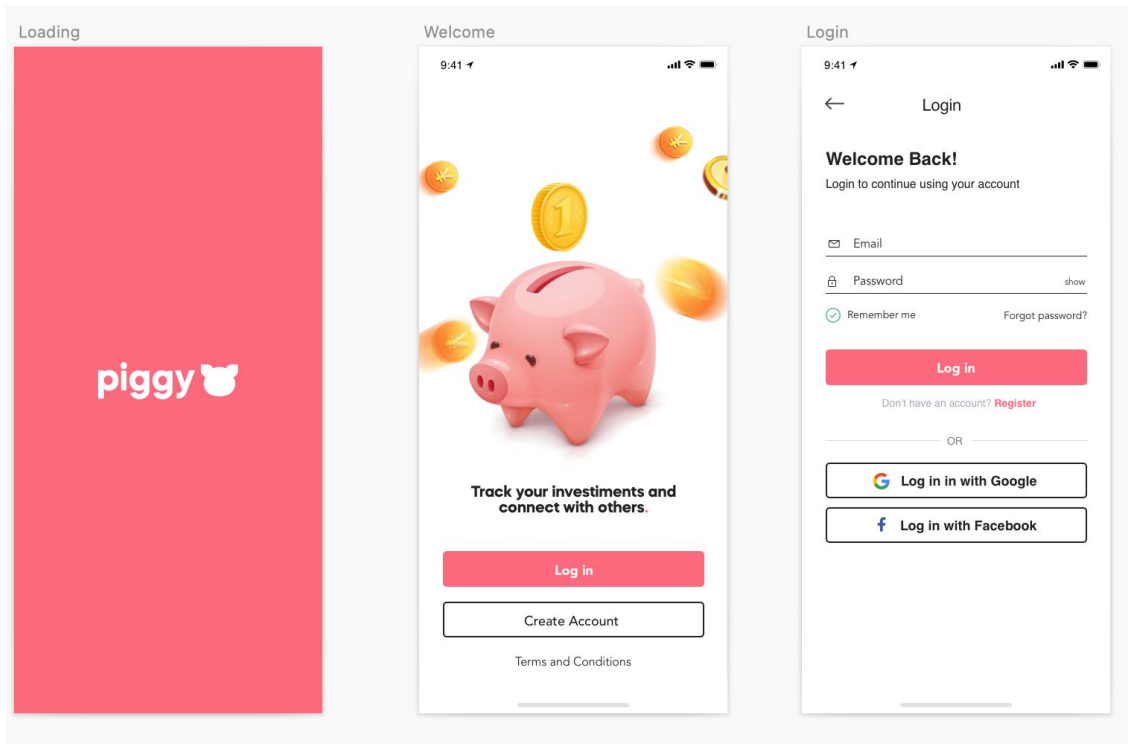 Loading
piggy
Welcome
9:41
1
Track your investiments and
connect with others.
Log in
Create Account
Terms and Conditions
Login
9:41
Login
Welcome Back!
Login to continue using your account
Email
Password show
Remember me Forgot password?
Log in
Don't have an account? Register
OR
Log in in with Google
Log in with Facebook